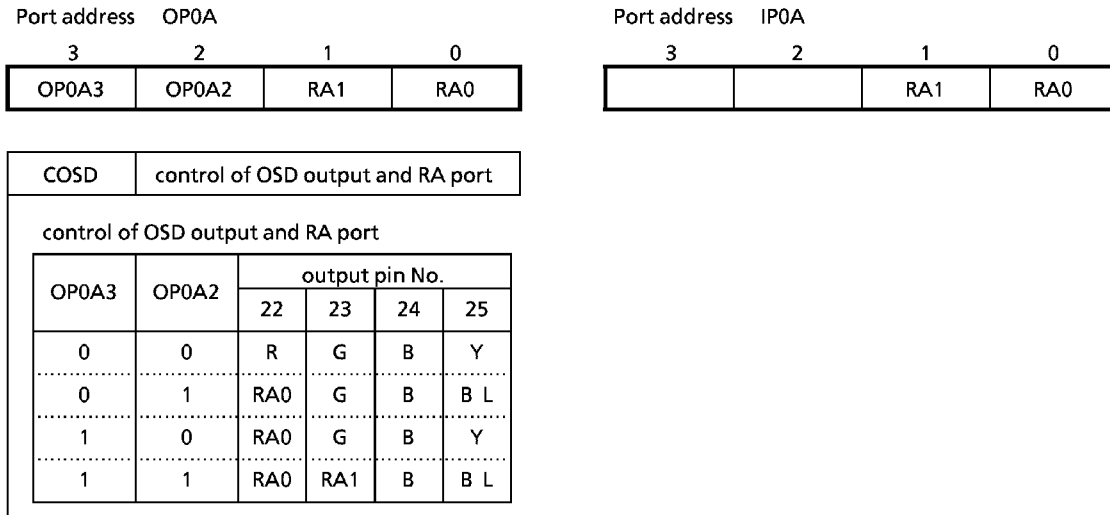 Port address OP0A
3 2 1 0
OP0A3 OP0A2 RA1 RA0
Port address IP0A
3 2 1 0
RA1 RA0
COSD control of OSD output and RA port
control of OSD output and RA port
OP0A3 OP0A2 output pin No.
22 23 24 25
0 0 R G B Y
0 1 RA0 G B B L
1 0 RA0 G B Y
1 1 RA0 RA1 B B L